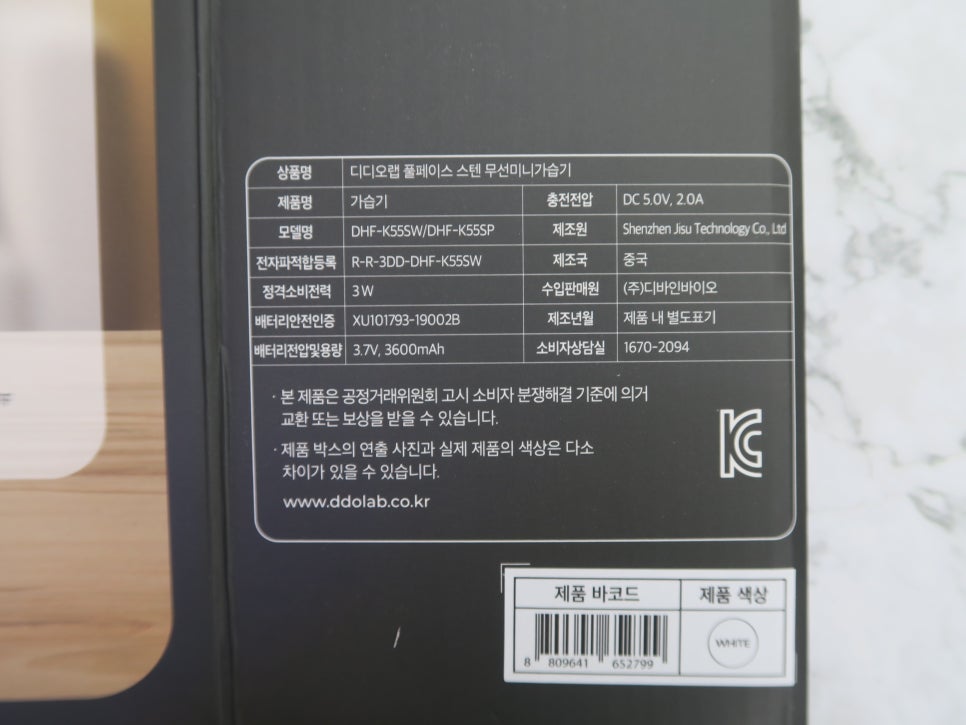 상품명 디디오랩 풀페이스 스텐 무선미니가습기
제품명 가습기 충전전압 DC 5.0V, 2.0A
모델명 DHF-K55SW/DHF-K55SP 제조원 Shenzhen Jisu Technology Co., Ltd
전자파적합등록 R-R-3DD-DHF-K55SW 제조국 중국
정격소비전력 3W 수입판매원 (주)디바인바이오
배터리안전인증 XU101793-19002B 제조년월 제품 내 별도표기
배터리전압및용량 3.7V, 3600mAh 소비자상담실 1670-2094
· 본 제품은 공정거래위원회 고시 소비자 분쟁해결 기준에 의거
교환 또는 보상을 받을 수 있습니다.
· 제품 박스의 연출 사진과 실제 제품의 색상은 다소
차이가 있을 수 있습니다.
www.ddolab.co.kr
제품 바코드 제품 색상
WHITE
8 809641 652799